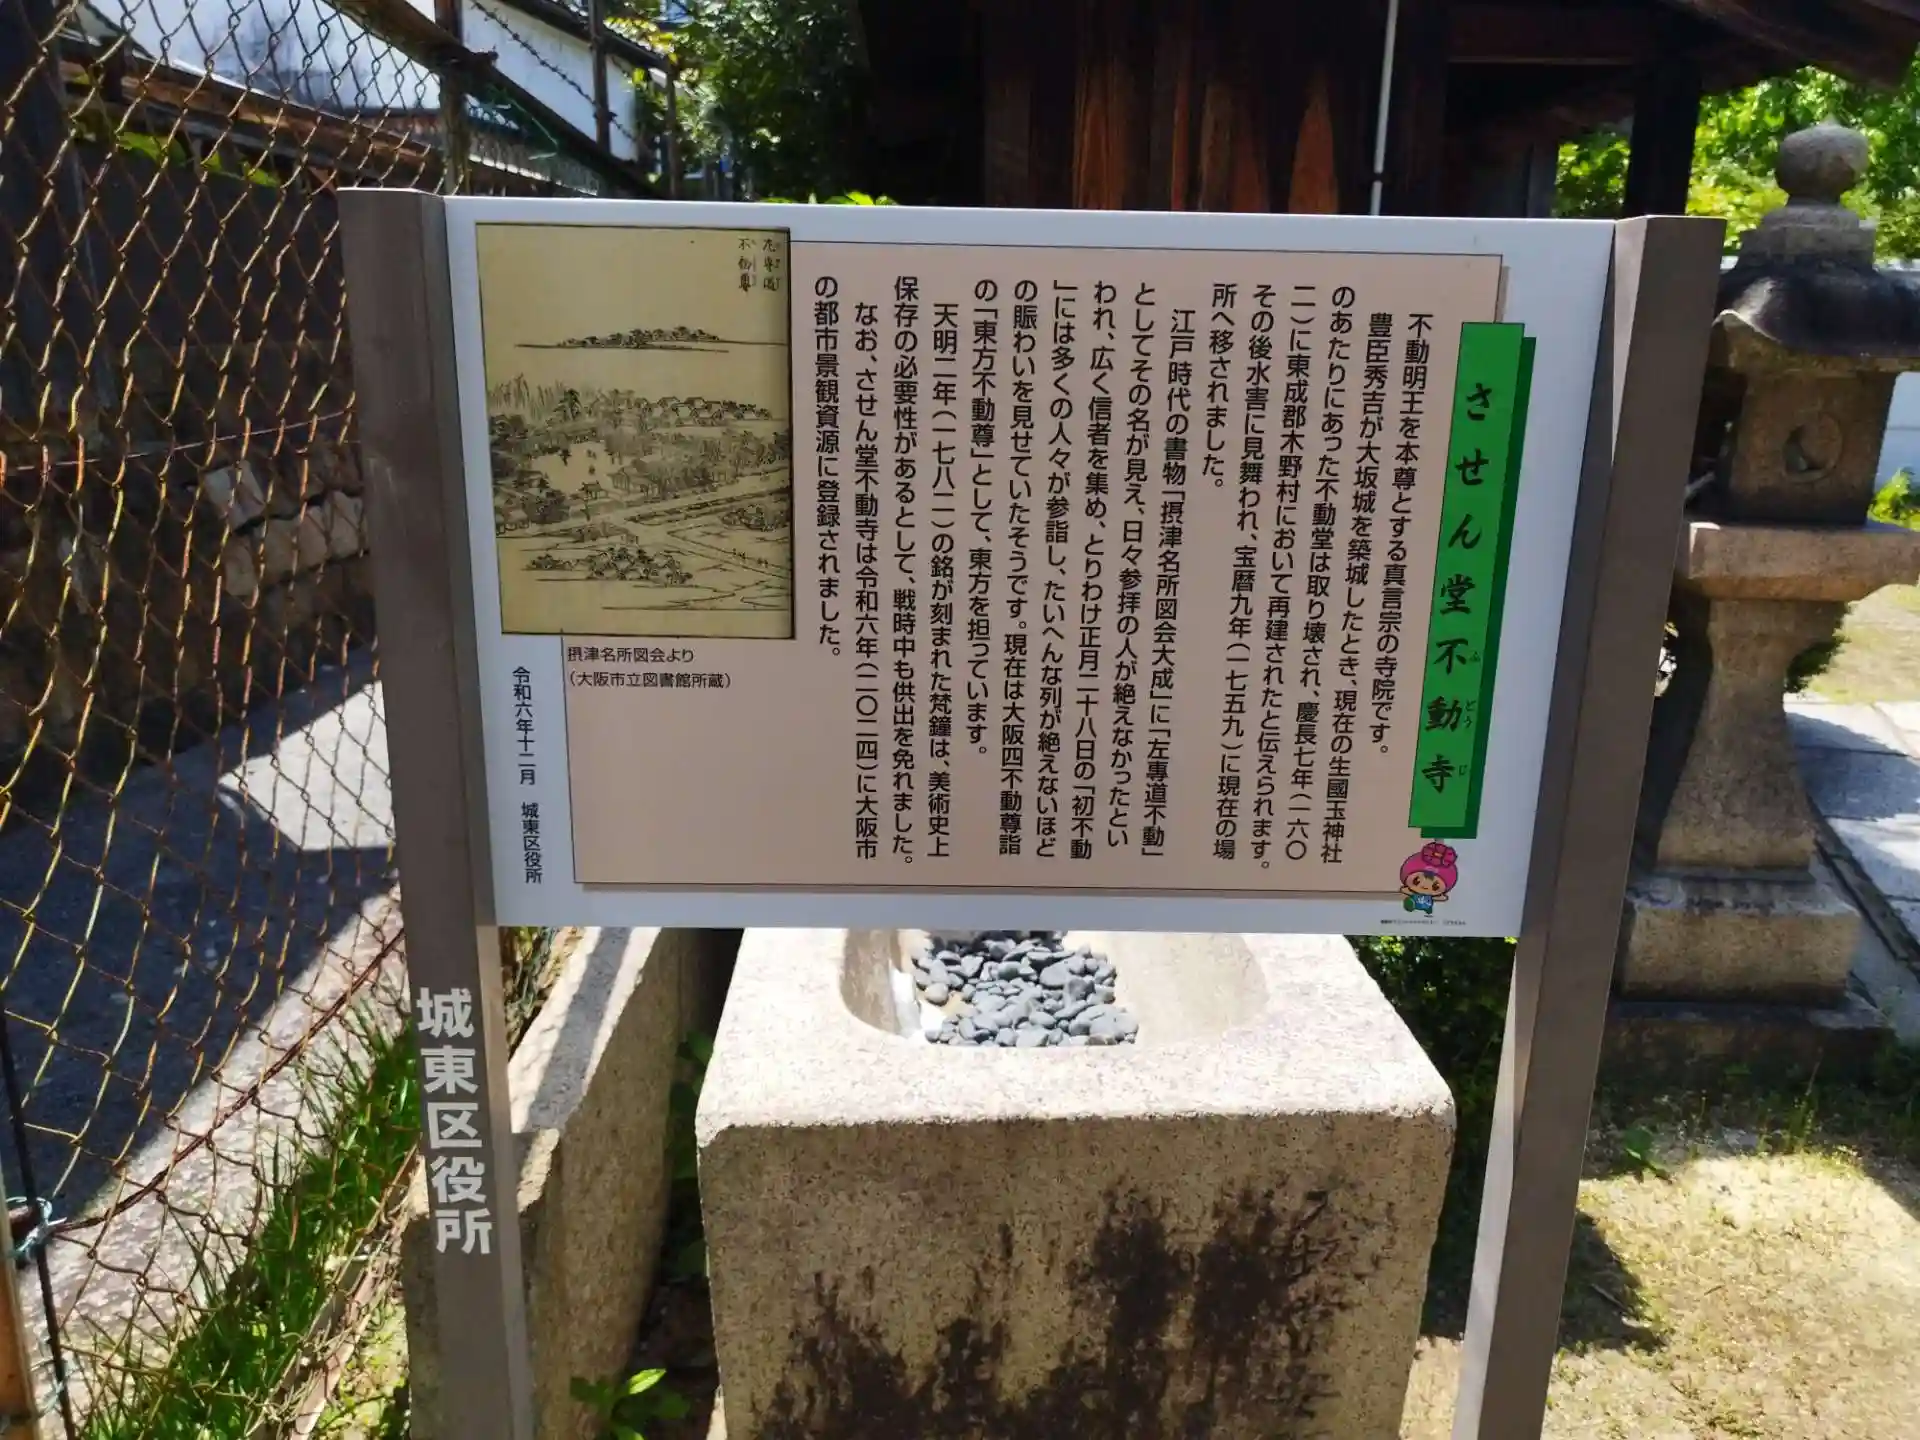 させん堂不動寺
ふどうじ
不動明王を本尊とする真言宗の寺院です。
豊臣秀吉が大坂城を築城したとき、現在の生國玉神社
のあたりにあった不動堂は取り壊され、慶長七年(一六〇
二)に東成郡木野村において再建されたと伝えられます。
その後水害に見舞われ、宝暦九年(一七五九)に現在の場
所へ移されました。
江戸時代の書物「摂津名所図会大成」に「左専道不動」
としてその名が見え、日々参拝の人が絶えなかったとい
われ、広く信者を集め、とりわけ正月二十八日の「初不動
」には多くの人々が参詣し、たいへんな列が絶えないほど
の賑わいを見せていたそうです。現在は大阪四不動尊詣
の「東方不動尊」として、東方を担っています。
天明二年(一七八二)の銘が刻まれた梵鐘は、美術史上
保存の必要性があるとして、戦時中も供出を免れました。
なお、させん堂不動寺は令和六年(二〇二四)に大阪市
の都市景観資源に登録されました。
左専道
不動尊
摂津名所図会より
(大阪市立図書館所蔵)
令和六年十二月 城東区役所
城東区役所